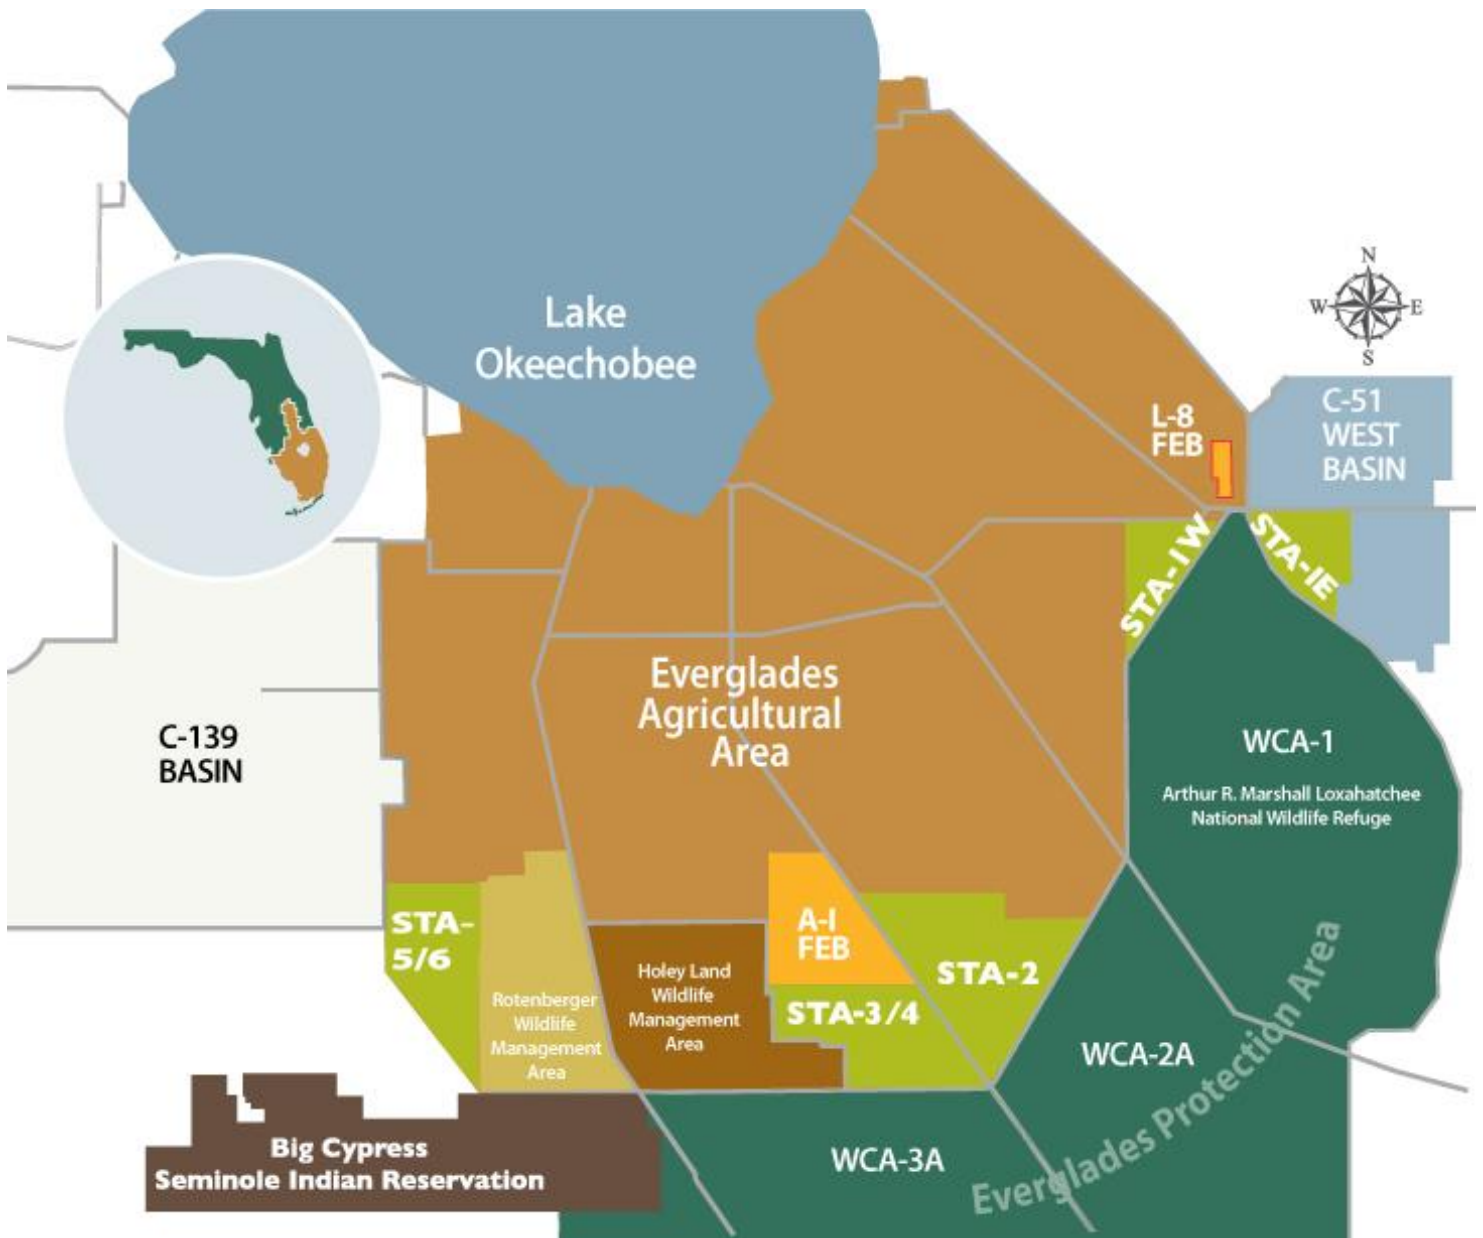 N
W
E
S
Lake
Okeechobee
L-8
FEB
C-51
WEST
BASIN
STA-1W
STA-1E
Everglades
Agricultural
Area
C-139
BASIN
WCA-1
Arthur R. Marshall Loxahatchee
National Wildlife Refuge
STA-
5/6
A-1
FEB
STA-2
Holey Land
Wildlife
Management
Area
Rotenberger
Wildlife
Management
Area
STA-3/4
WCA-2A
Everglades Protection Area
Big Cypress
Seminole Indian Reservation
WCA-3A